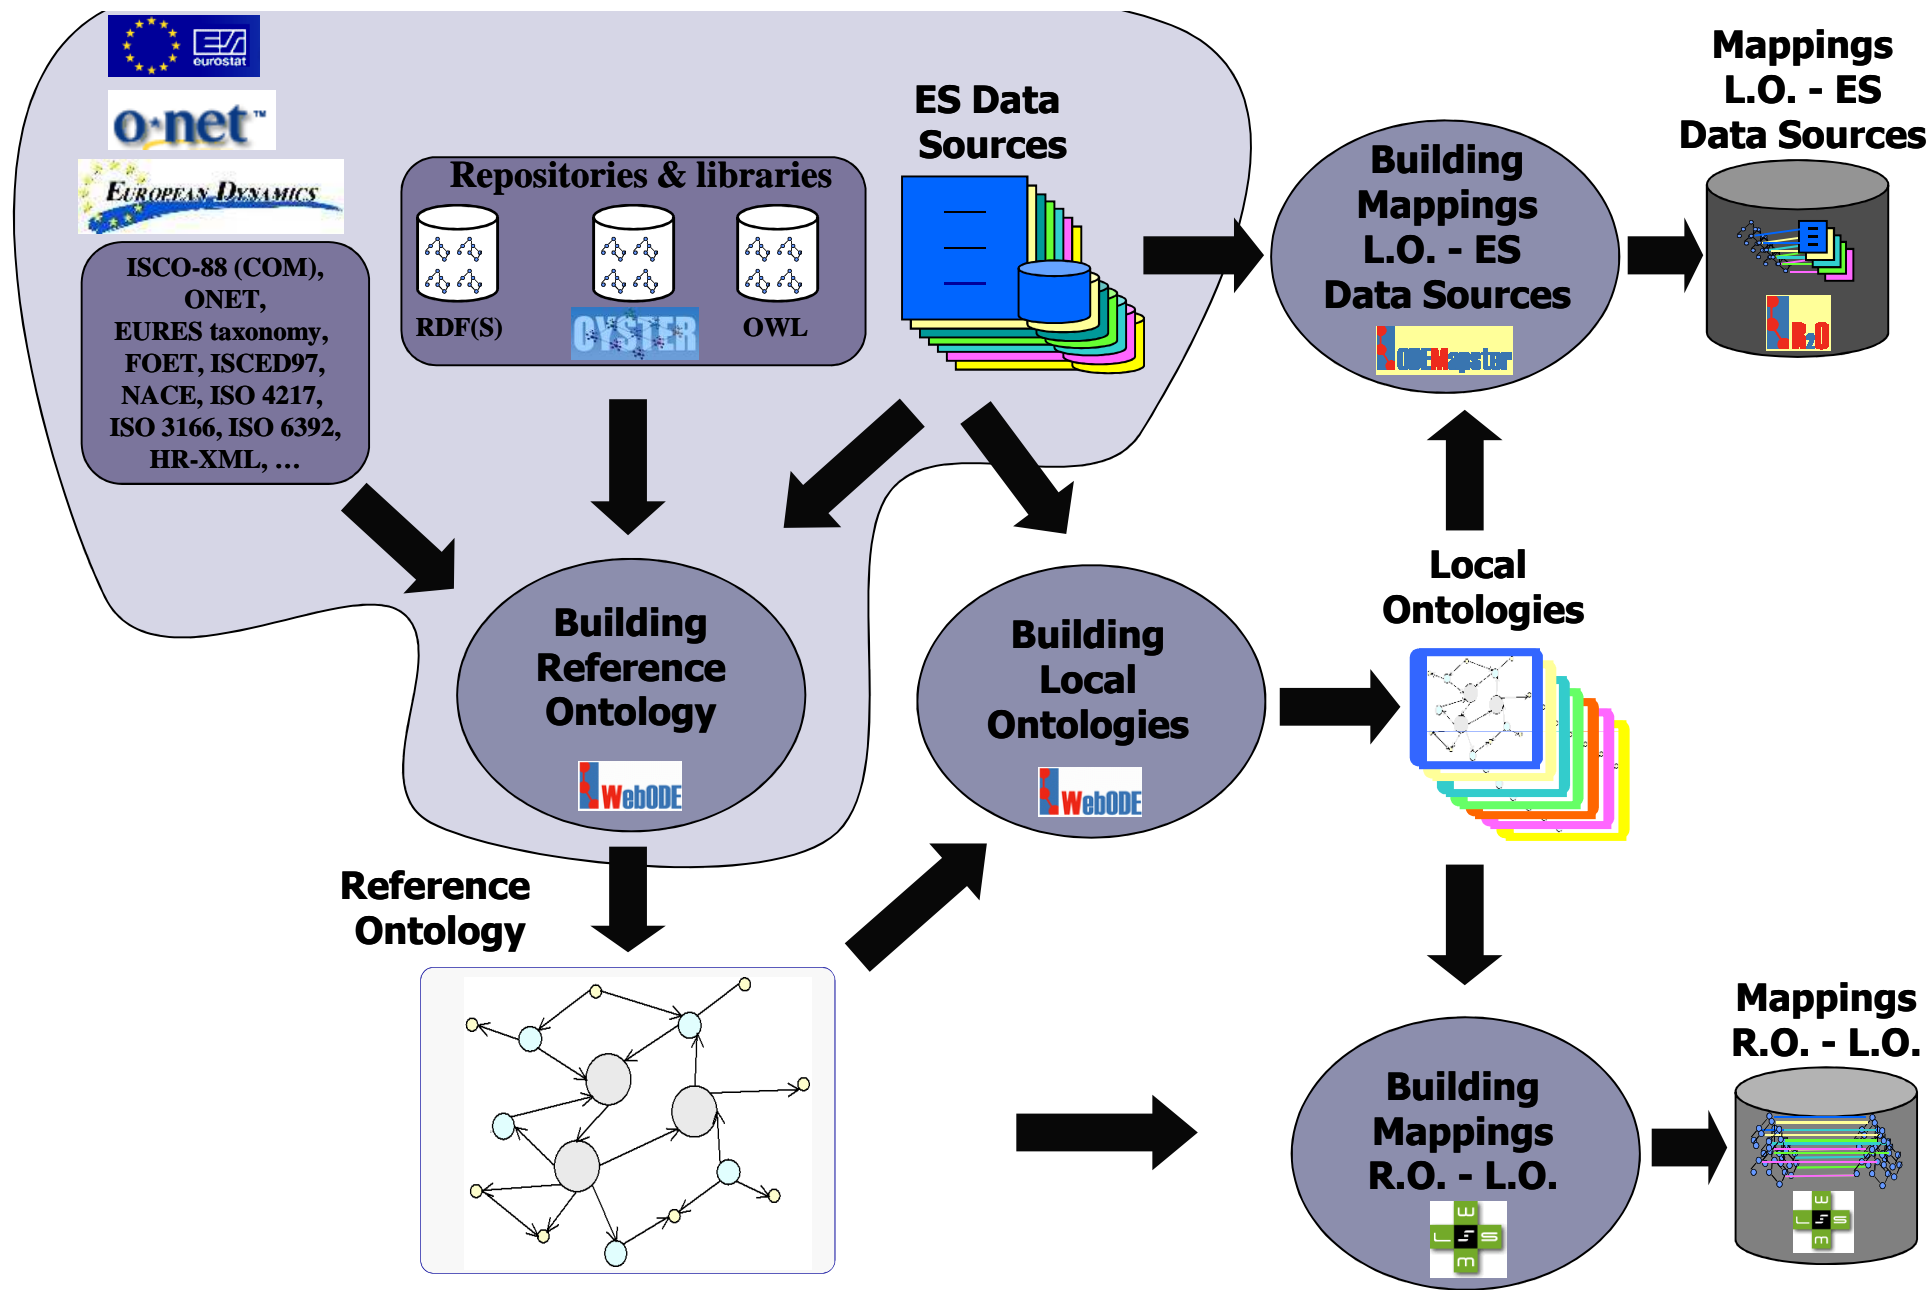 eurostat
o*net™
EUROPEAN DYNAMICS
ISCO-88 (COM),
ONET,
EURES taxonomy,
FOET, ISCED97,
NACE, ISO 4217,
ISO 3166, ISO 6392,
HR-XML, …
Repositories & libraries
RDF(S)
OYSTER
OWL
ES Data
Sources
Building
Mappings
L.O. - ES
Data Sources
ODEMapster
Mappings
L.O. - ES
Data Sources
R2O
Building
Reference
Ontology
WebODE
Building
Local
Ontologies
WebODE
Local
Ontologies
Reference
Ontology
Building
Mappings
R.O. - L.O.
Mappings
R.O. - L.O.